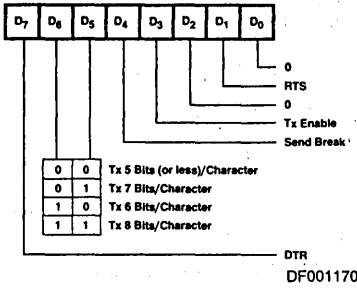 D7 D6 D5 D4 D3 D2 D1 D0
0
RTS
0
Tx Enable
Send Break
0 0 Tx 5 Bits (or less)/Character
0 1 Tx 7 Bits/Character
1 0 Tx 6 Bits/Character
1 1 Tx 8 Bits/Character
DTR
DF001170